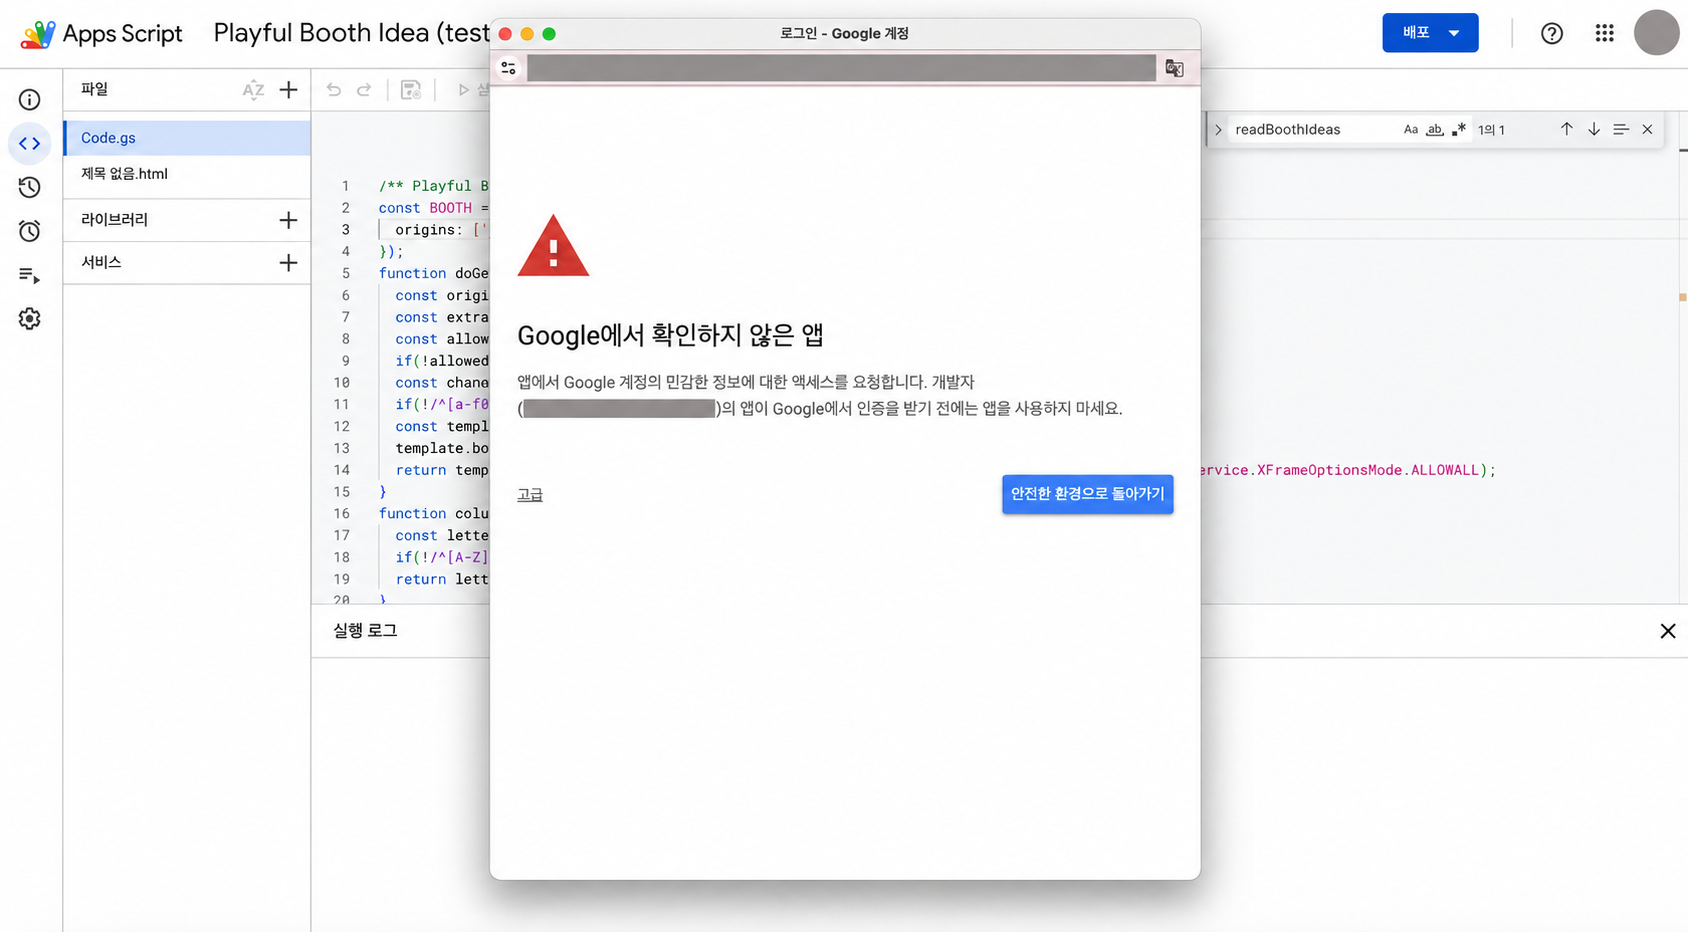 Apps Script
Playful Booth Idea (test
로그인 - Google 계정
배포
파일
Code.gs
제목 없음.html
라이브러리
서비스
readBoothIdeas
Aa
ab
1의 1
1 /** Playful B
2 const BOOTH =
3 origins: ['
4 });
5 function doGe
6 const origi
7 const extra
8 const allow
9 if(!allowed
10 const chane
11 if(!/^[a-f0
12 const templ
13 template.bo
14 return temp
ervice.XFrameOptionsMode.ALLOWALL);
15 }
16 function colu
17 const lette
18 if(!/^[A-Z]
19 return lett
20 }
Google에서 확인하지 않은 앱
앱에서 Google 계정의 민감한 정보에 대한 액세스를 요청합니다. 개발자
( )의 앱이 Google에서 인증을 받기 전에는 앱을 사용하지 마세요.
고급
안전한 환경으로 돌아가기
실행 로그